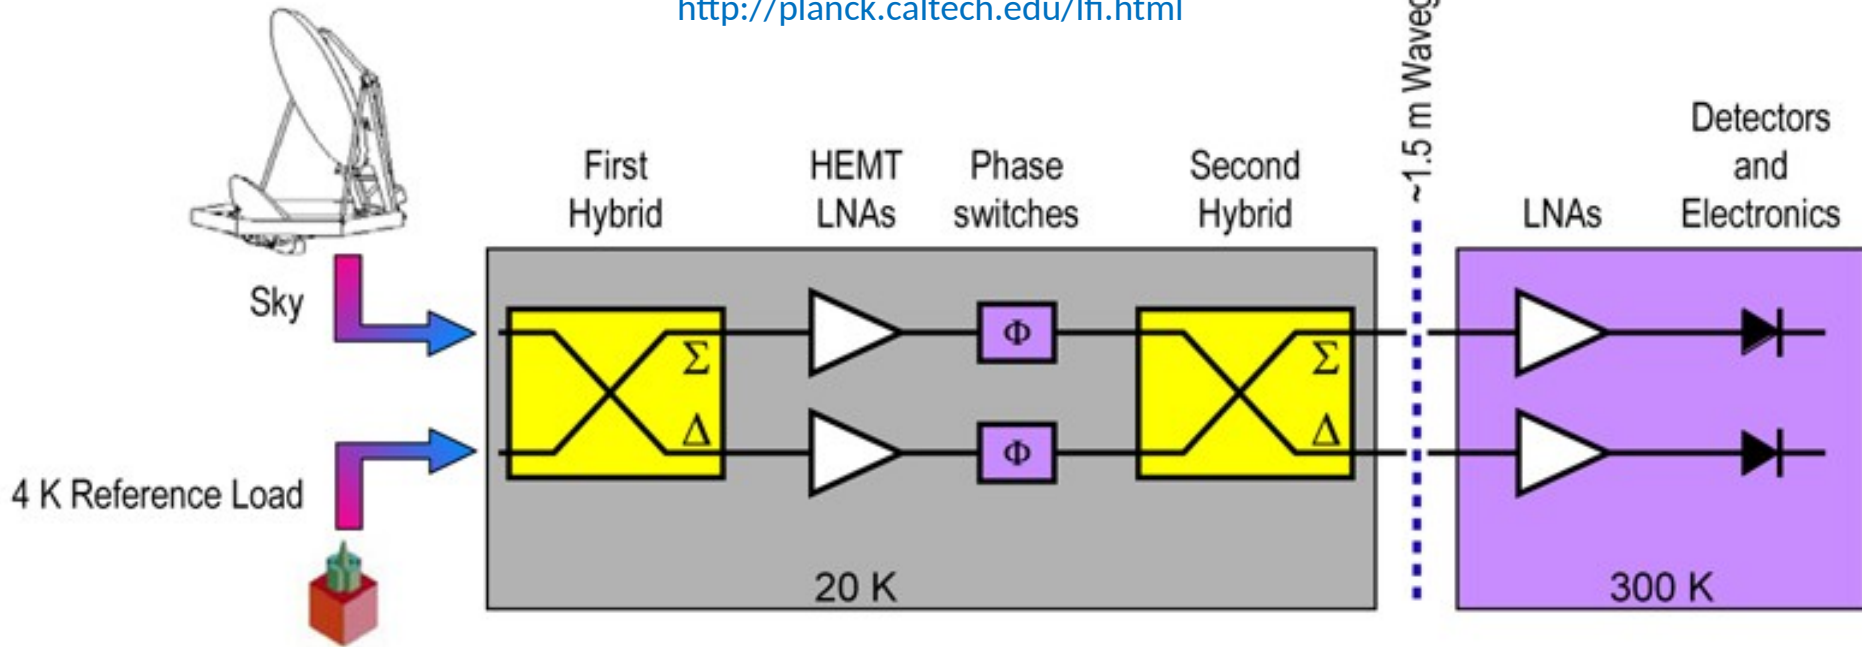 http://planck.caltech.edu/lfi.html
~1.5 m
Detectors
and
Electronics
First
Hybrid
HEMT
LNAs
Phase
switches
Second
Hybrid
LNAs
Sky
Σ
Φ
Σ
Δ
Φ
Δ
4 K Reference Load
20 K
300 K